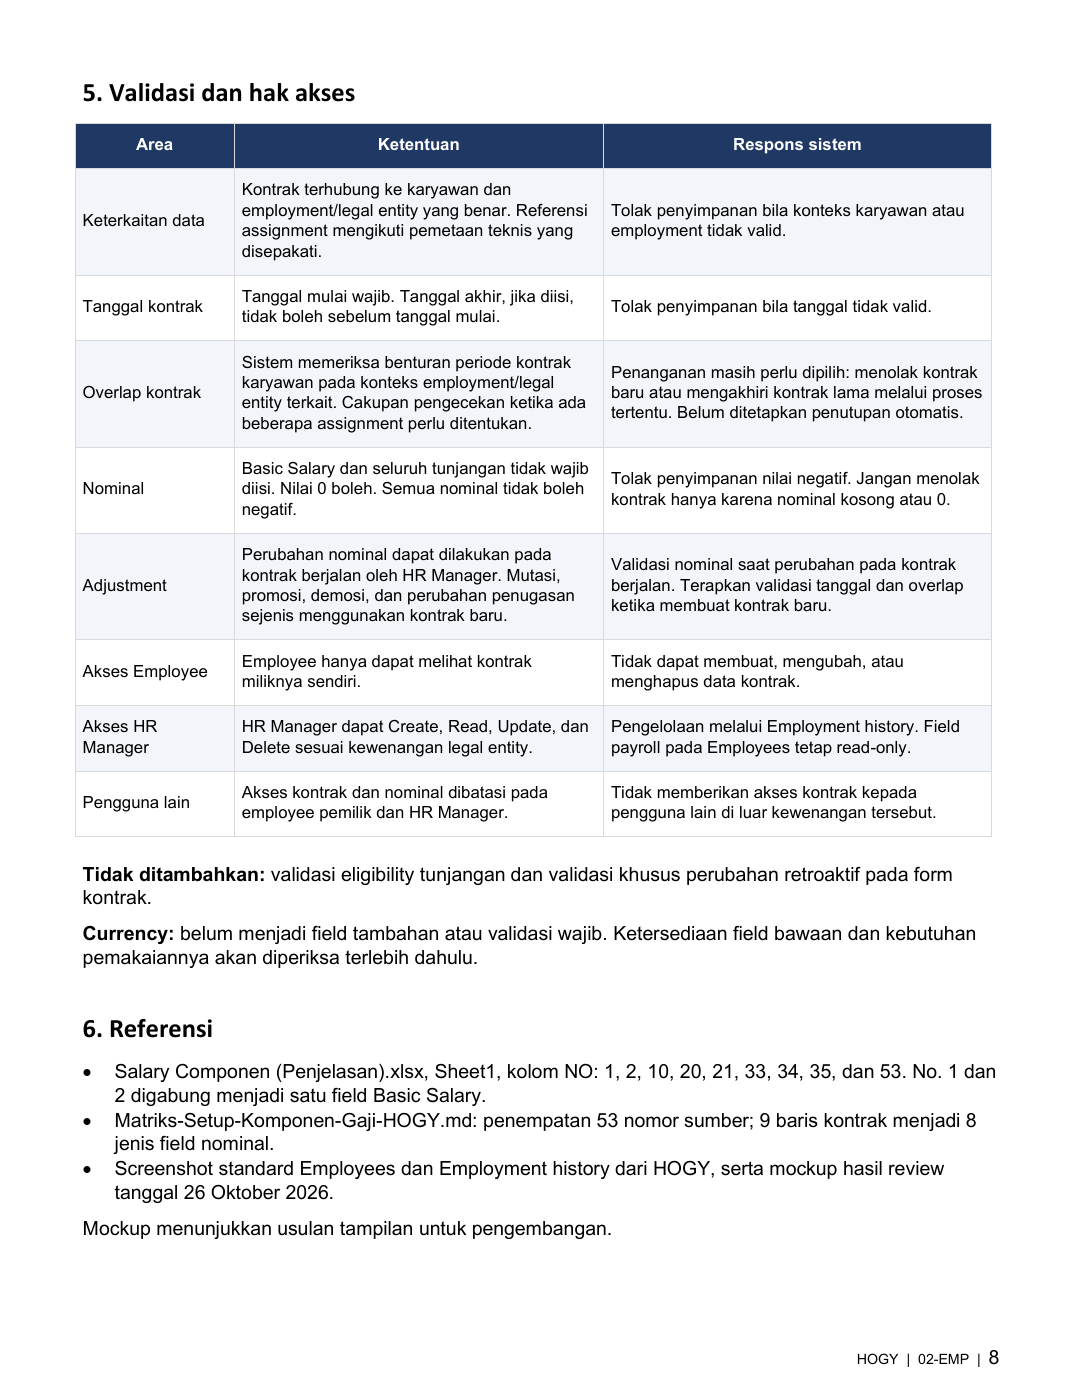 5. Validasi dan hak akses
Area
Ketentuan
Respons sistem
Keterkaitan data
Kontrak terhubung ke karyawan dan
employment/legal entity yang benar. Referensi
assignment mengikuti pemetaan teknis yang
disepakati.
Tolak penyimpanan bila konteks karyawan atau
employment tidak valid.
Tanggal kontrak
Tanggal mulai wajib. Tanggal akhir, jika diisi,
tidak boleh sebelum tanggal mulai.
Tolak penyimpanan bila tanggal tidak valid.
Overlap kontrak
Sistem memeriksa benturan periode kontrak
karyawan pada konteks employment/legal
entity terkait. Cakupan pengecekan ketika ada
beberapa assignment perlu ditentukan.
Penanganan masih perlu dipilih: menolak kontrak
baru atau mengakhiri kontrak lama melalui proses
tertentu. Belum ditetapkan penutupan otomatis.
Nominal
Basic Salary dan seluruh tunjangan tidak wajib
diisi. Nilai 0 boleh. Semua nominal tidak boleh
negatif.
Tolak penyimpanan nilai negatif. Jangan menolak
kontrak hanya karena nominal kosong atau 0.
Adjustment
Perubahan nominal dapat dilakukan pada
kontrak berjalan oleh HR Manager. Mutasi,
promosi, demosi, dan perubahan penugasan
sejenis menggunakan kontrak baru.
Validasi nominal saat perubahan pada kontrak
berjalan. Terapkan validasi tanggal dan overlap
ketika membuat kontrak baru.
Akses Employee
Employee hanya dapat melihat kontrak
miliknya sendiri.
Tidak dapat membuat, mengubah, atau
menghapus data kontrak.
Akses HR
Manager
HR Manager dapat Create, Read, Update, dan
Delete sesuai kewenangan legal entity.
Pengelolaan melalui Employment history. Field
payroll pada Employees tetap read-only.
Pengguna lain
Akses kontrak dan nominal dibatasi pada
employee pemilik dan HR Manager.
Tidak memberikan akses kontrak kepada
pengguna lain di luar kewenangan tersebut.
Tidak ditambahkan: validasi eligibility tunjangan dan validasi khusus perubahan retroaktif pada form
kontrak.
Currency: belum menjadi field tambahan atau validasi wajib. Ketersediaan field bawaan dan kebutuhan
pemakaiannya akan diperiksa terlebih dahulu.
6. Referensi
• Salary Componen (Penjelasan).xlsx, Sheet1, kolom NO: 1, 2, 10, 20, 21, 33, 34, 35, dan 53. No. 1 dan
2 digabung menjadi satu field Basic Salary.
• Matriks-Setup-Komponen-Gaji-HOGY.md: penempatan 53 nomor sumber; 9 baris kontrak menjadi 8
jenis field nominal.
• Screenshot standard Employees dan Employment history dari HOGY, serta mockup hasil review
tanggal 26 Oktober 2026.
Mockup menunjukkan usulan tampilan untuk pengembangan.
HOGY | 02-EMP | 8